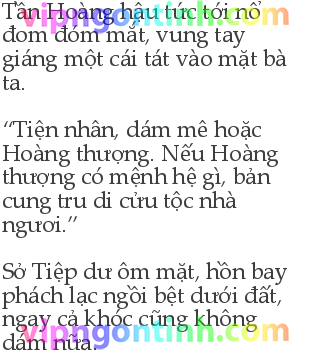 vipngontinh.com
Tân Hoàng hậu tức tới nổ
đom đóm mắt, vung tay
giáng một cái tát vào mặt bà
ta.
“Tiện nhân, dám mê hoặc
Hoàng thượng. Nếu Hoàng
thượng có mệnh hệ gì, bản
cung tru di cửu tộc nhà
ngươi.”
Sở Tiệp dư ôm mặt, hồn bay
phách lạc ngồi bệt dưới đất,
ngay cả khóc cũng không
vipngontinh.com
dám nữa.